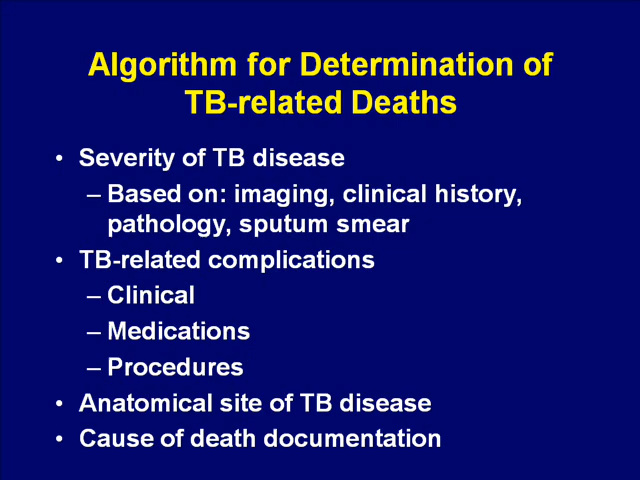 Algorithm for Determination of
TB-related Deaths
• Severity of TB disease
– Based on: imaging, clinical history,
pathology, sputum smear
• TB-related complications
– Clinical
– Medications
– Procedures
• Anatomical site of TB disease
• Cause of death documentation